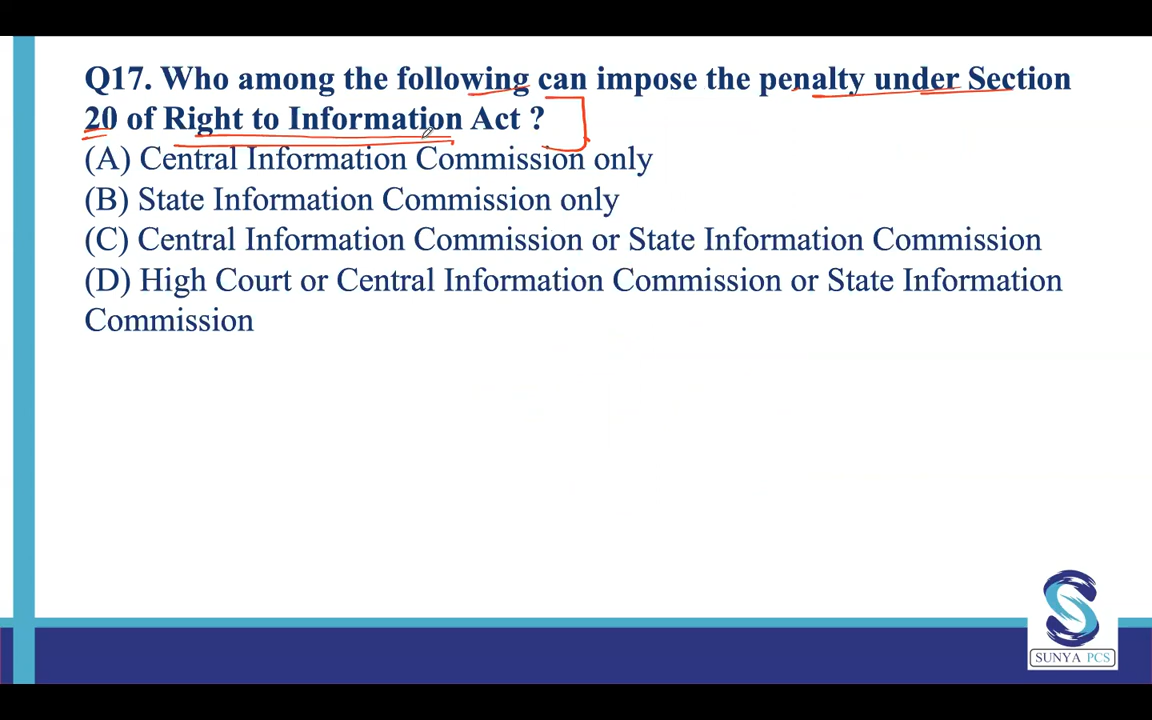 Q17. Who among the following can impose the penalty under Section
20 of Right to Information Act ?
(A) Central Information Commission only
(B) State Information Commission only
(C) Central Information Commission or State Information Commission
(D) High Court or Central Information Commission or State Information
Commission
SUNYA PCS